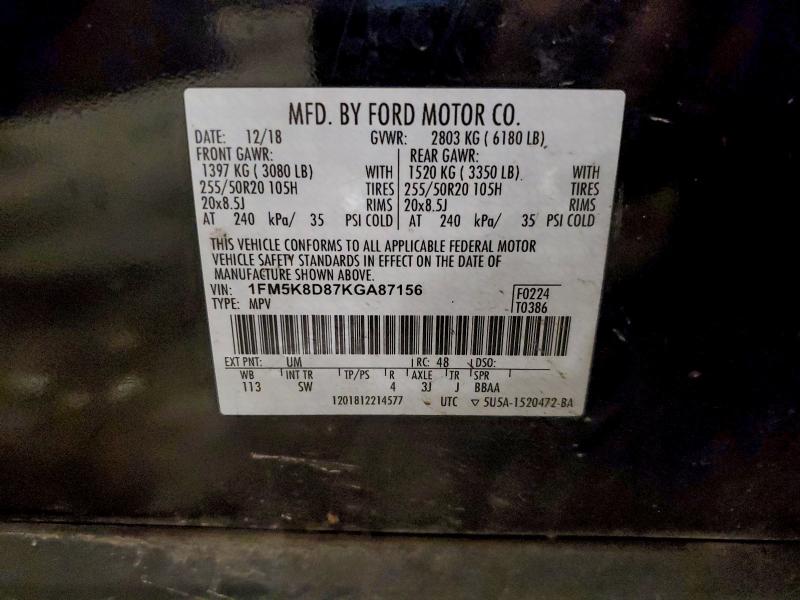 MFD. BY FORD MOTOR CO.
DATE: 12/18 GVWR: 2803 KG ( 6180 LB)
FRONT GAWR: REAR GAWR:
1397 KG ( 3080 LB) WITH 1520 KG ( 3350 LB) WITH
255/50R20 105H TIRES 255/50R20 105H TIRES
20x8.5J RIMS 20x8.5J RIMS
AT 240 kPa/ 35 PSI COLD AT 240 kPa/ 35 PSI COLD
THIS VEHICLE CONFORMS TO ALL APPLICABLE FEDERAL MOTOR
VEHICLE SAFETY STANDARDS IN EFFECT ON THE DATE OF
MANUFACTURE SHOWN ABOVE.
VIN: 1FM5K8D87KGA87156 F0224
TYPE: MPV T0386
EXT PNT: UM RC: 48 DSO:
WB INT TR TP/PS R AXLE TR SPR
113 SW 4 3J J BBAA
1201812214577 UTC ▽ 5U5A-1520472-BA